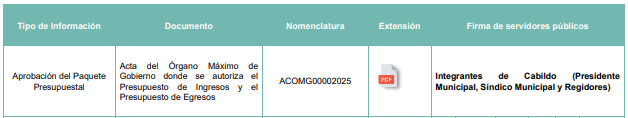 Tipo de Información Documento Nomenclatura Extensión Firma de servidores públicos
Aprobación del Paquete Presupuestal
Acta del Órgano Máximo de
Gobierno donde se autoriza el
Presupuesto de Ingresos y el
Presupuesto de Egresos
ACOMG00002025
PDF
Integrantes de Cabildo (Presidente
Municipal, Síndico Municipal y Regidores)